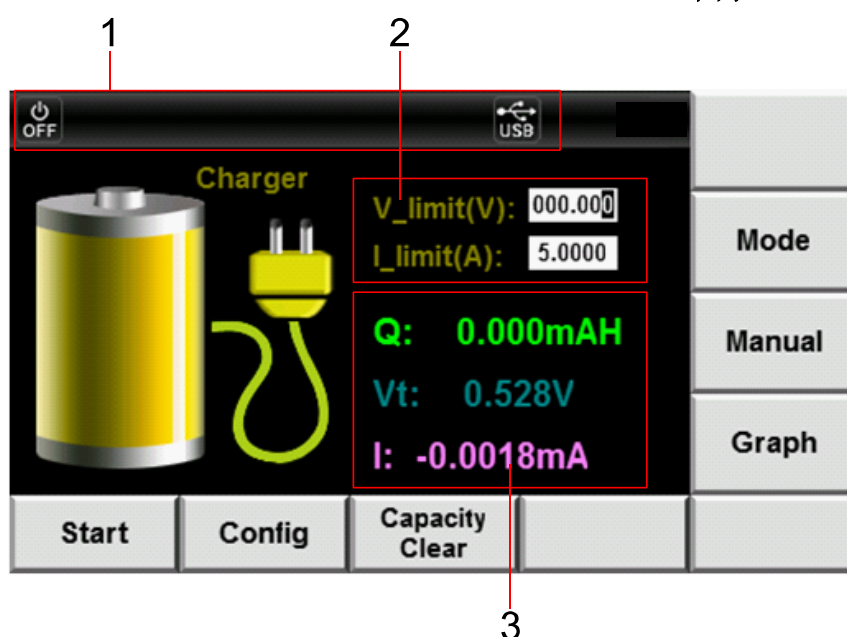 1 2
OFF USB
Charger
V_limit(V): 000.000
I_limit(A): 5.0000
Mode
Q: 0.000mAH
Manual
Vt: 0.528V
Graph
I: -0.0018mA
Start Config Capacity
Clear
3